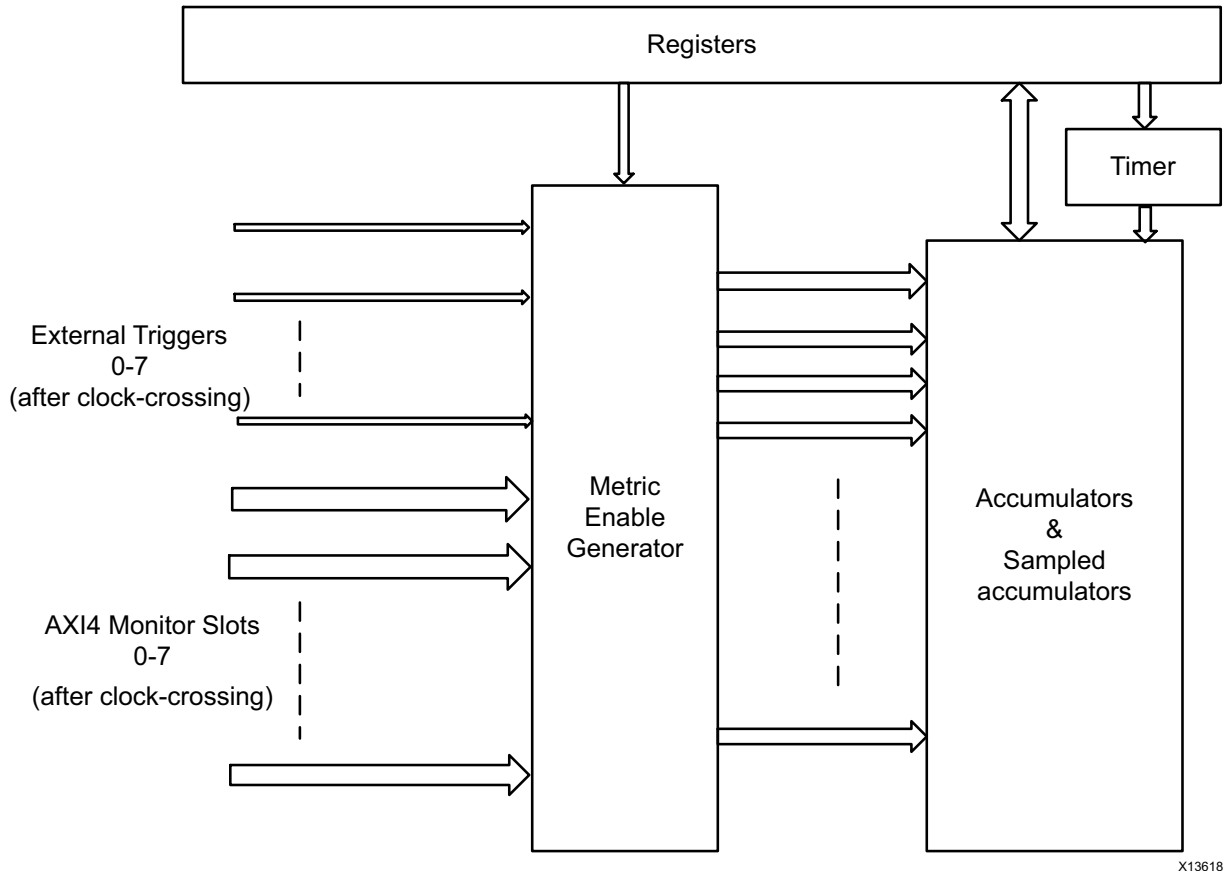 Registers
Timer
External Triggers
0-7
(after clock-crossing)
Metric
Enable
Generator
Accumulators
&
Sampled
accumulators
AXI4 Monitor Slots
0-7
(after clock-crossing)
X13618